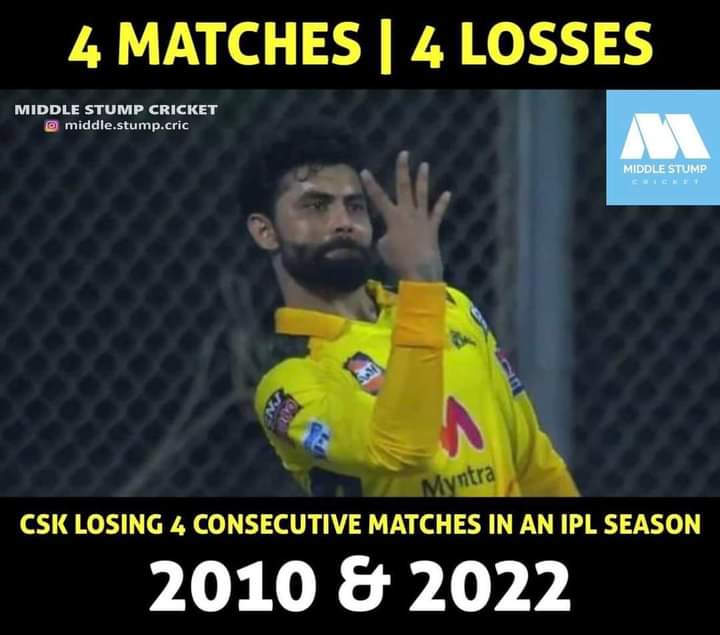 4 MATCHES | 4 LOSSES
MIDDLE STUMP CRICKET
middle.stump.cric
MIDDLE STUMP
CRICKET
Myntra
CSK LOSING 4 CONSECUTIVE MATCHES IN AN IPL SEASON
2010 & 2022